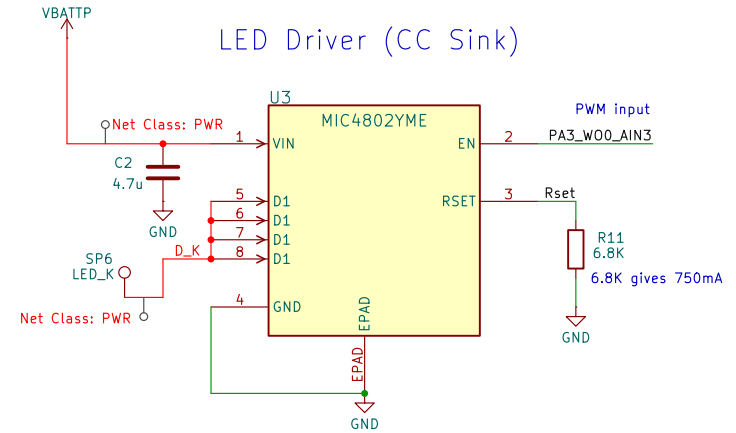 VBATTP
LED Driver (CC Sink)
U3
Net Class: PWR
MIC4802YME
PWM input
1
VIN
EN
2
PA3_WO0_AIN3
C2
4.7u
GND
5
D1
RSET
3
Rset
6
D1
7
D1
D_K
8
D1
R11
6.8K
SP6
LED_K
6.8K gives 750mA
4
GND
Net Class: PWR
EPAD
EPAD
GND
GND